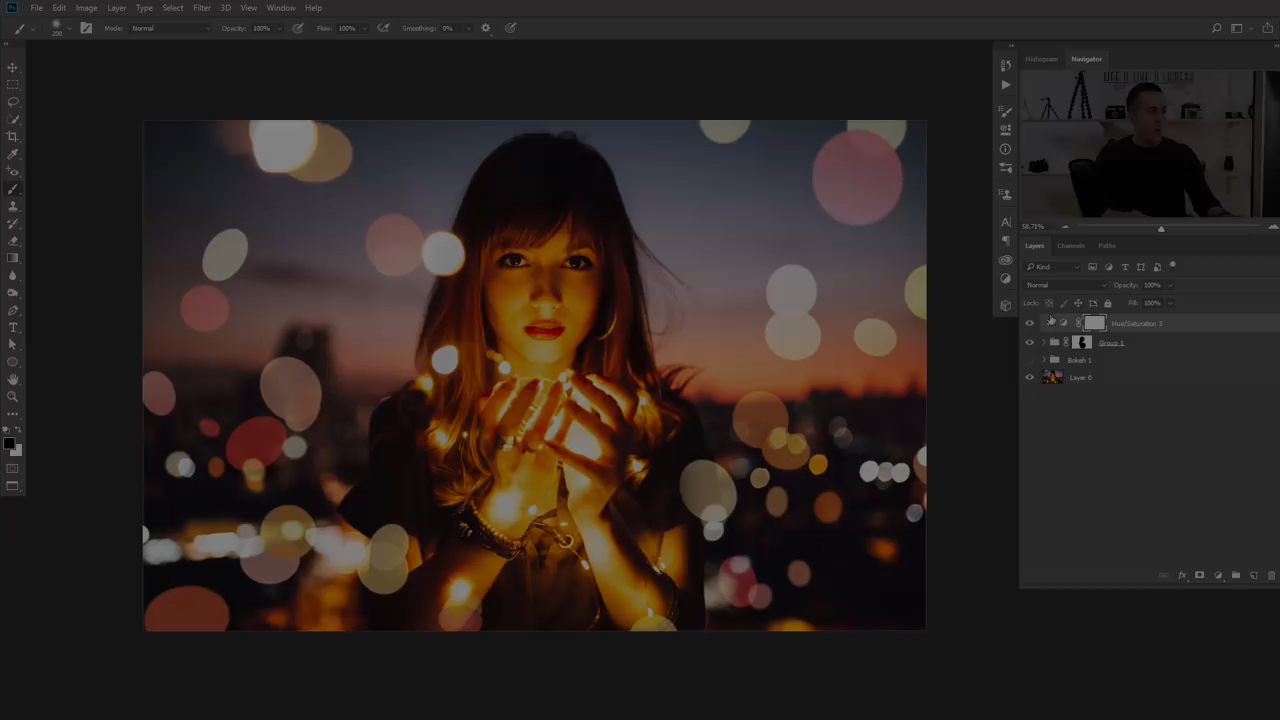 Ps File Edit Image Layer Type Select Filter 3D View Window Help
200 Mode: Normal Opacity: 100% Flow: 100% Smoothing: 0%
Histogram Navigator
58.71%
Layers Channels Paths
Kind
Normal Opacity: 100%
Lock: Fill: 100%
Hue/Saturation 3
Group 1
Bokeh 1
Layer 0